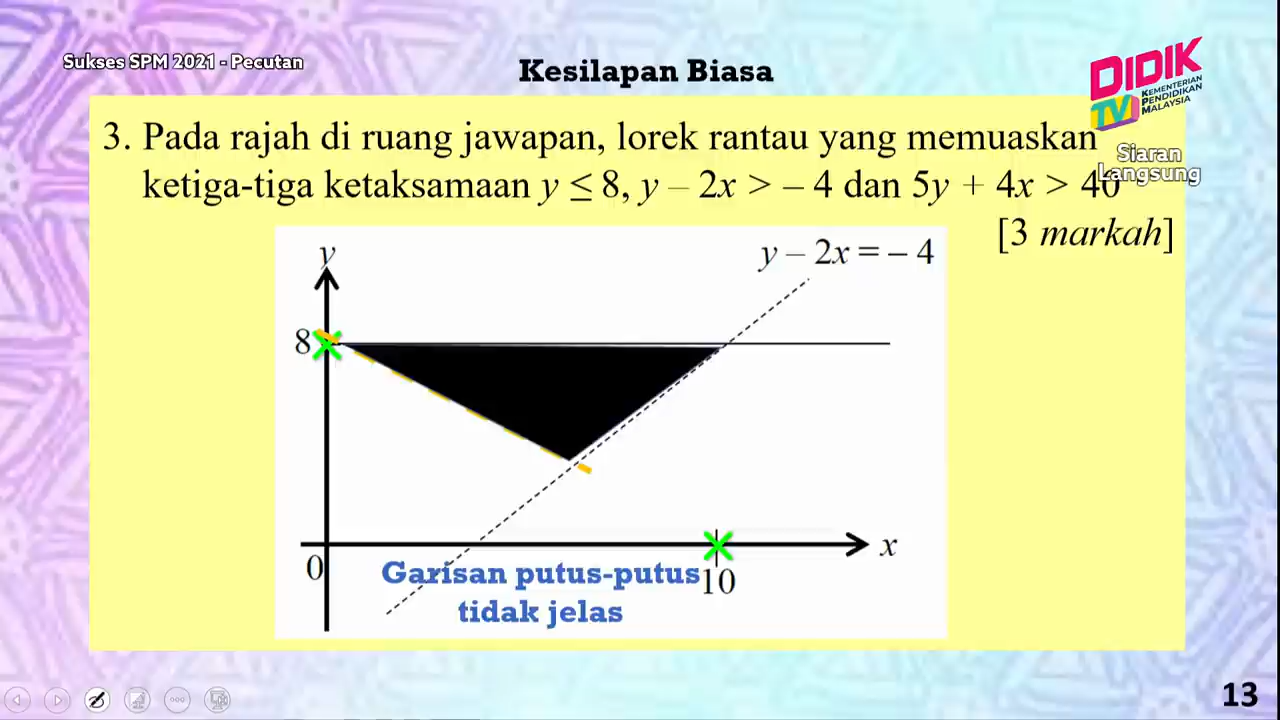 Sukses SPM 2021 - Pecutan
Kesilapan Biasa
DIDIK
TV
KEMENTERIAN
PENDIDIKAN
MALAYSIA
Siaran
Langsung
3. Pada rajah di ruang jawapan, lorek rantau yang memuaskan
ketiga-tiga ketaksamaan y ≤ 8, y – 2x > – 4 dan 5y + 4x > 40
[3 markah]
y
y – 2x = – 4
8
x
0
10
Garisan putus-putus
tidak jelas
13